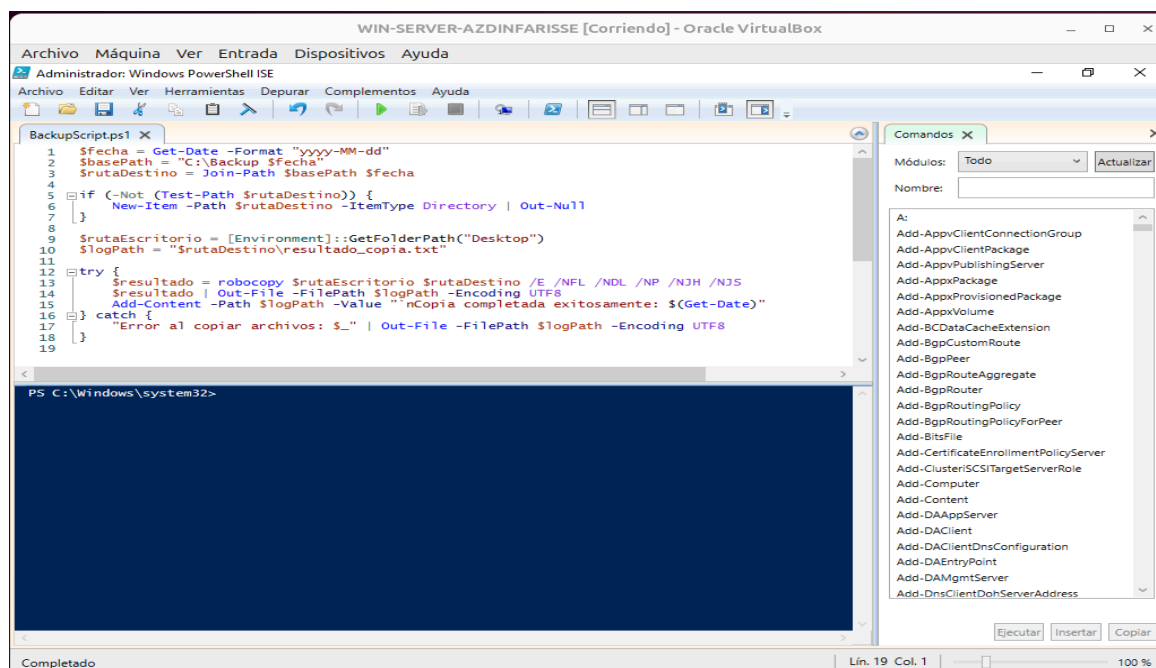 WIN-SERVER-AZDINFARISSE [Corriendo] - Oracle VirtualBox
Archivo Máquina Ver Entrada Dispositivos Ayuda
Administrador: Windows PowerShell ISE
Archivo Editar Ver Herramientas Depurar Complementos Ayuda
BackupScript.ps1 X
1 $fecha = Get-Date -Format "yyyy-MM-dd"
2 $basePath = "C:\Backup $fecha"
3 $rutaDestino = Join-Path $basePath $fecha
4
5 if (-Not (Test-Path $rutaDestino)) {
6 New-Item -Path $rutaDestino -ItemType Directory | Out-Null
7 }
8
9 $rutaEscritorio = [Environment]::GetFolderPath("Desktop")
10 $logPath = "$rutaDestino\resultado_copia.txt"
11
12 try {
13 $resultado = robocopy $rutaEscritorio $rutaDestino /E /NFL /NDL /NP /NJH /NJS
14 $resultado | Out-File -FilePath $logPath -Encoding UTF8
15 Add-Content -Path $logPath -Value "`nCopia completada exitosamente: $(Get-Date)"
16 } catch {
17 "Error al copiar archivos: $_" | Out-File -FilePath $logPath -Encoding UTF8
18 }
19
PS C:\Windows\system32>
Comandos X
Módulos: Todo Actualizar
Nombre:
A:
Add-AppvClientConnectionGroup
Add-AppvClientPackage
Add-AppvPublishingServer
Add-AppxPackage
Add-AppxProvisionedPackage
Add-AppxVolume
Add-BCDataCacheExtension
Add-BgpCustomRoute
Add-BgpPeer
Add-BgpRouteAggregate
Add-BgpRouter
Add-BgpRoutingPolicy
Add-BgpRoutingPolicyForPeer
Add-BitsFile
Add-CertificateEnrollmentPolicyServer
Add-ClusteriSCSITargetServerRole
Add-Computer
Add-Content
Add-DAAppServer
Add-DAClient
Add-DAClientDnsConfiguration
Add-DAEntryPoint
Add-DAMgmtServer
Add-DnsClientDohServerAddress
Ejecutar Insertar Copiar
Completado Lín. 19 Col. 1 100 %